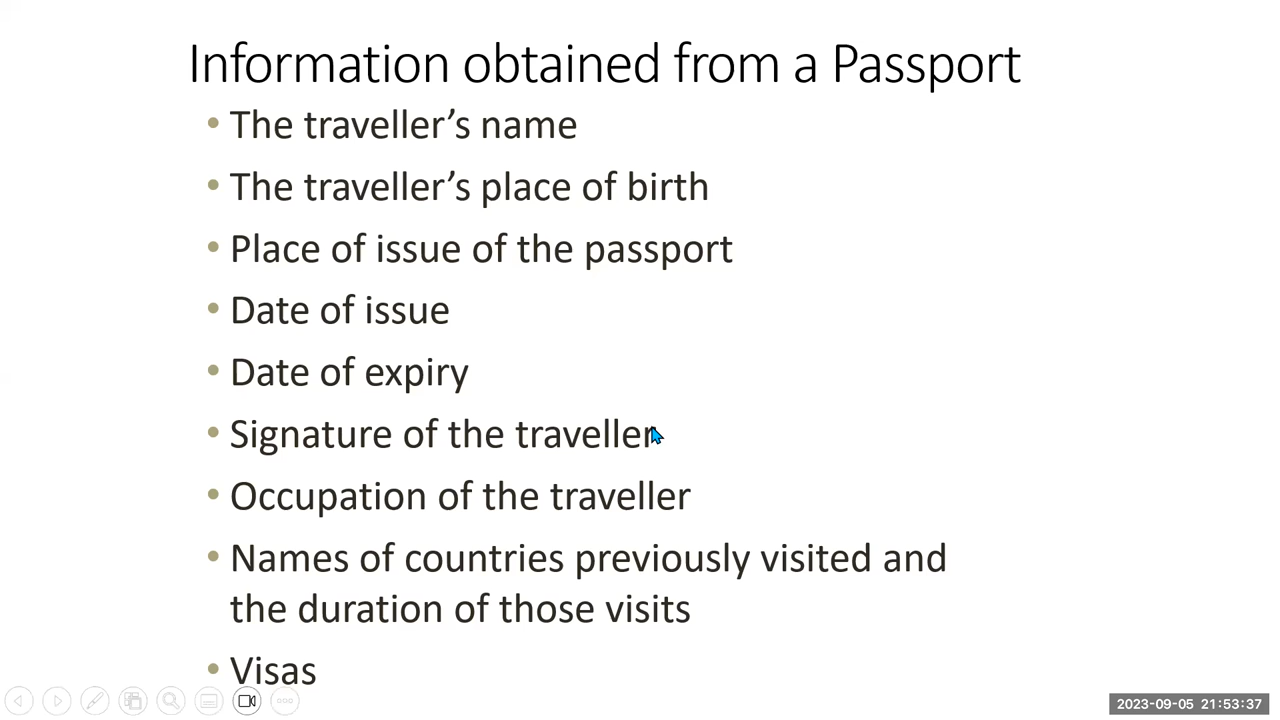 Information obtained from a Passport
• The traveller’s name
• The traveller’s place of birth
• Place of issue of the passport
• Date of issue
• Date of expiry
• Signature of the traveller
• Occupation of the traveller
• Names of countries previously visited and
the duration of those visits
• Visas
2023-09-05 21:53:37